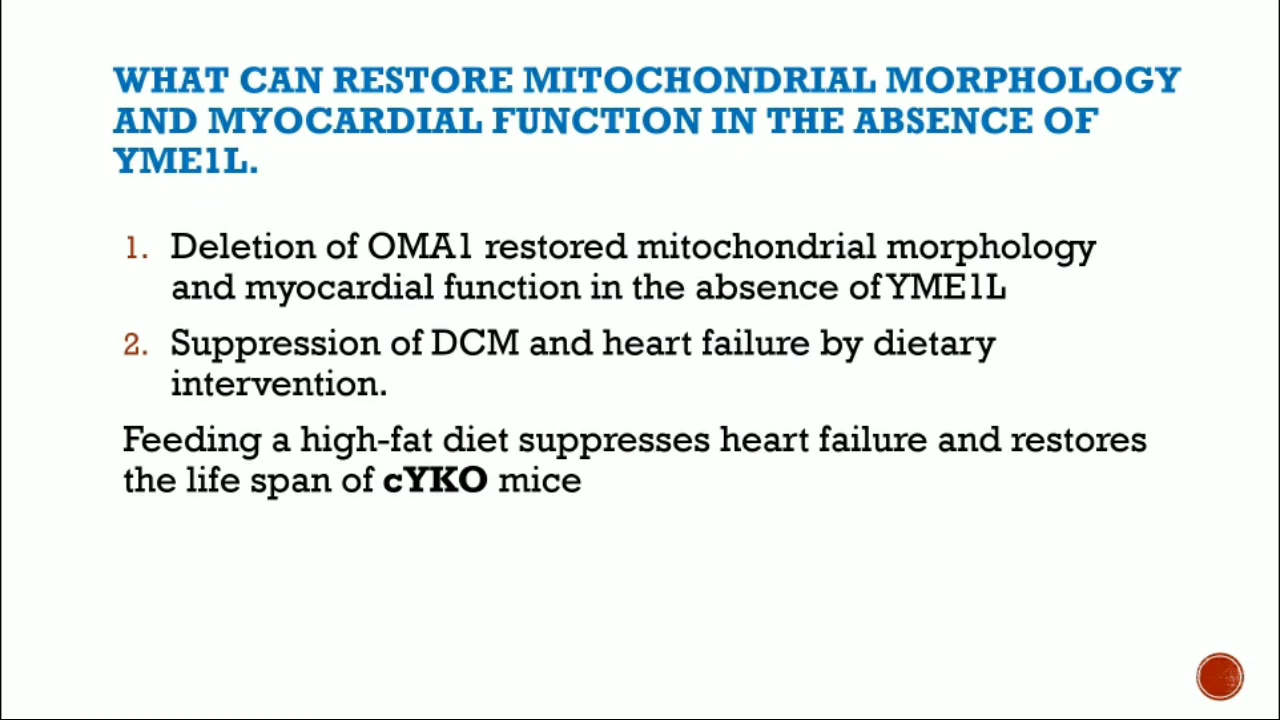 WHAT CAN RESTORE MITOCHONDRIAL MORPHOLOGY
AND MYOCARDIAL FUNCTION IN THE ABSENCE OF
YME1L.
1. Deletion of OMA1 restored mitochondrial morphology
and myocardial function in the absence of YME1L
2. Suppression of DCM and heart failure by dietary
intervention.
Feeding a high-fat diet suppresses heart failure and restores
the life span of cYKO mice